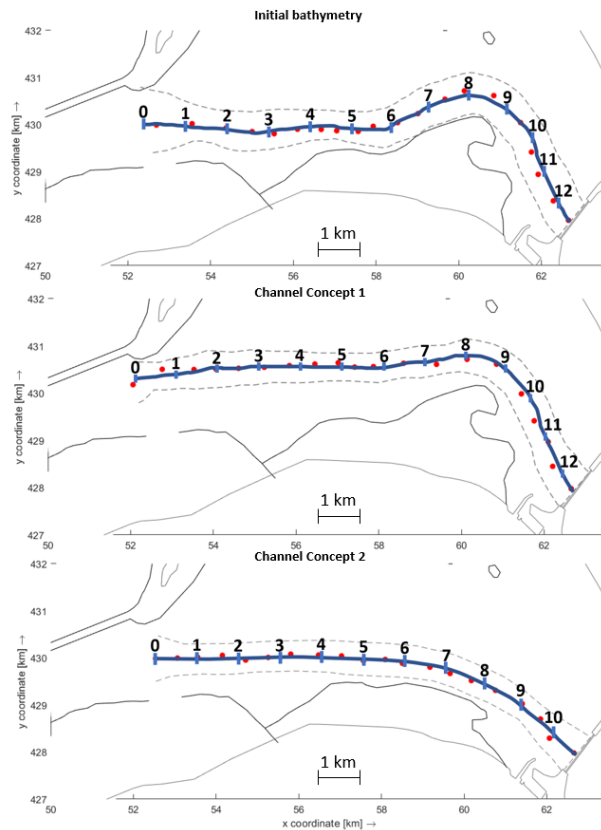 Initial bathymetry
432
431
430
429
428
427
y coordinate [km] →
0 1 2 3 4 5 6 7 8 9 10 11 12
1 km
50 52 54 56 58 60 62
Channel Concept 1
432
431
430
429
428
427
y coordinate [km] →
0 1 2 3 4 5 6 7 8 9 10 11 12
1 km
50 52 54 56 58 60 62
Channel Concept 2
432
431
430
429
428
427
y coordinate [km] →
0 1 2 3 4 5 6 7 8 9 10
1 km
50 52 54 56 58 60 62
x coordinate [km] →